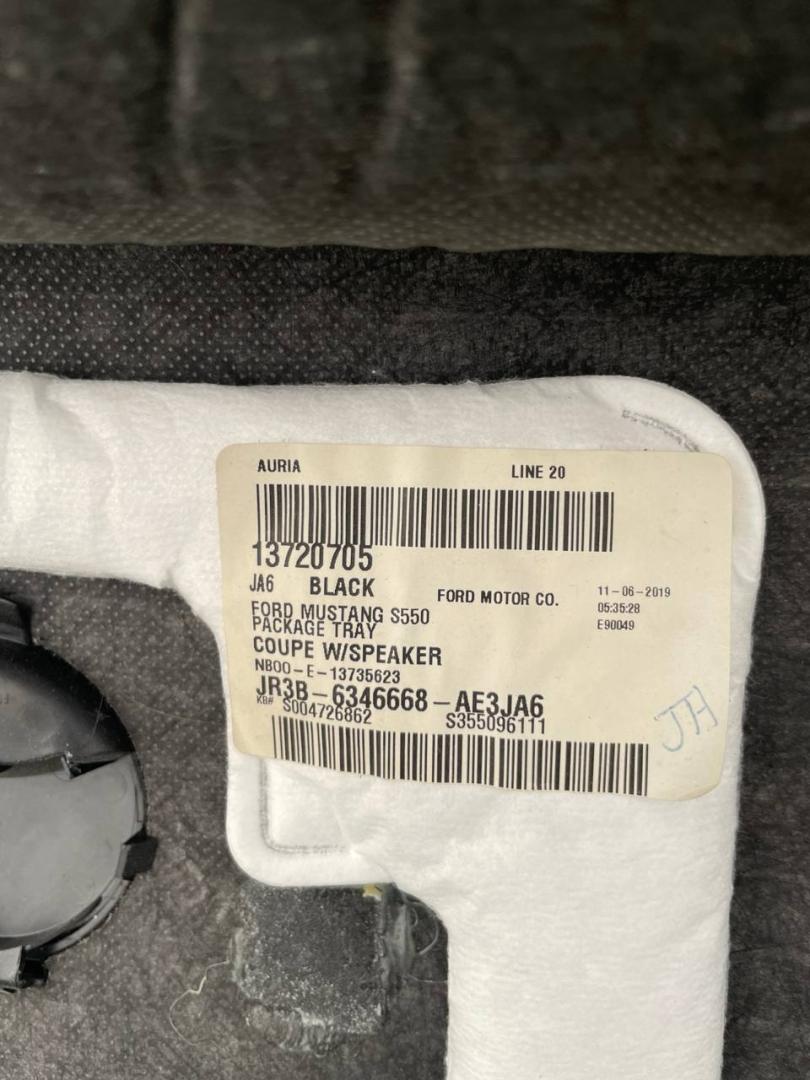 AURIA LINE 20
13720705
JA6 BLACK FORD MOTOR CO. 11-06-2019
05:35:28
E90049
FORD MUSTANG S550
PACKAGE TRAY
COUPE W/SPEAKER
NB00-E-13735623
JR3B-6346668-AE3JA6
KB# S004726862 S355096111
JH